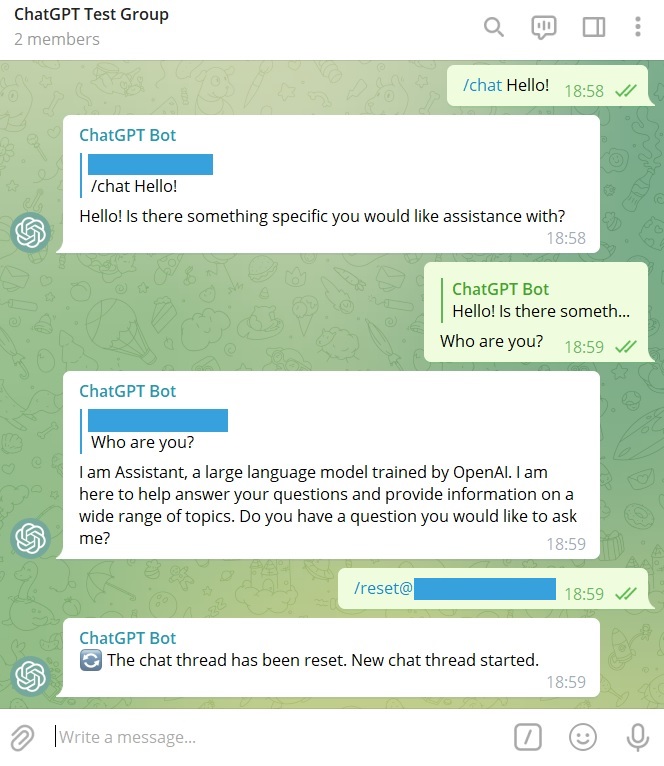 ChatGPT Test Group
2 members
/chat Hello! 18:58
ChatGPT Bot
/chat Hello!
Hello! Is there something specific you would like assistance with?
18:58
ChatGPT Bot
Hello! Is there someth...
Who are you? 18:59
ChatGPT Bot
Who are you?
I am Assistant, a large language model trained by OpenAI. I am
here to help answer your questions and provide information on a
wide range of topics. Do you have a question you would like to ask
me?
18:59
/reset@ 18:59
ChatGPT Bot
🔄 The chat thread has been reset. New chat thread started.
18:59
Write a message...